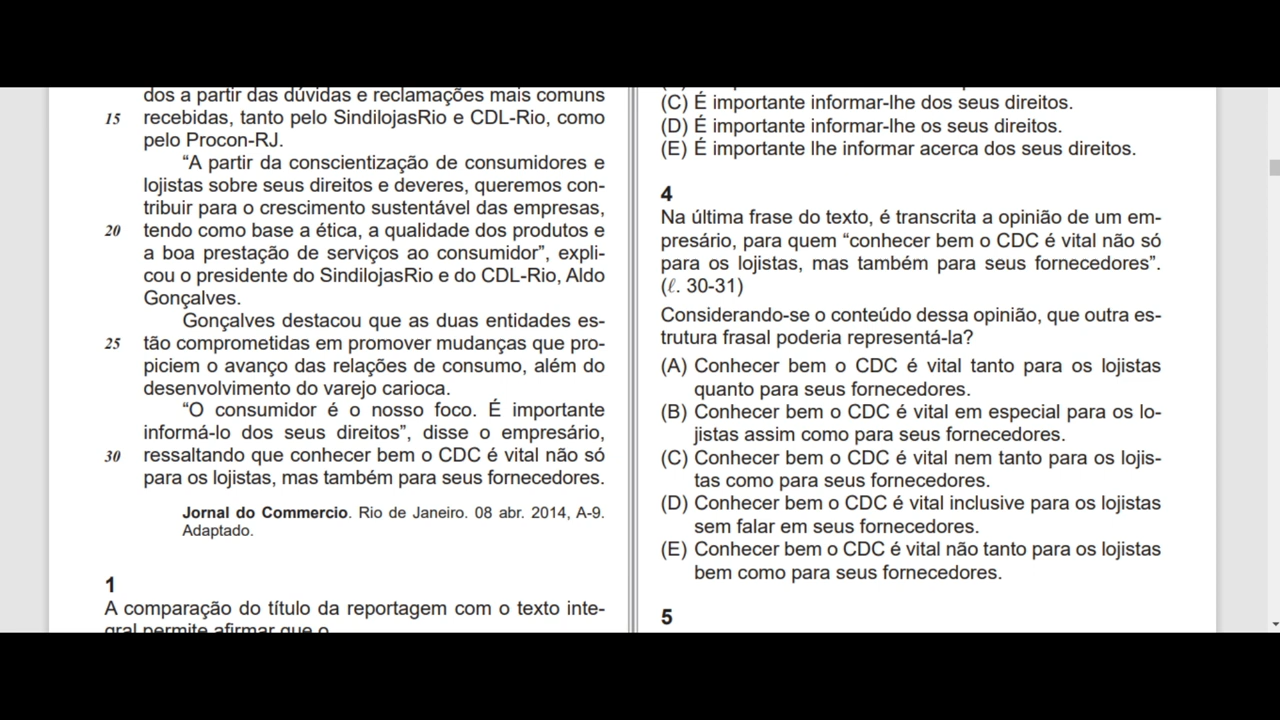 dos a partir das dúvidas e reclamações mais comuns
15 recebidas, tanto pelo SindilojasRio e CDL-Rio, como
pelo Procon-RJ.
“A partir da conscientização de consumidores e
lojistas sobre seus direitos e deveres, queremos con-
tribuir para o crescimento sustentável das empresas,
20 tendo como base a ética, a qualidade dos produtos e
a boa prestação de serviços ao consumidor”, expli-
cou o presidente do SindilojasRio e do CDL-Rio, Aldo
Gonçalves.
Gonçalves destacou que as duas entidades es-
25 tão comprometidas em promover mudanças que pro-
piciem o avanço das relações de consumo, além do
desenvolvimento do varejo carioca.
“O consumidor é o nosso foco. É importante
informá-lo dos seus direitos”, disse o empresário,
30 ressaltando que conhecer bem o CDC é vital não só
para os lojistas, mas também para seus fornecedores.
Jornal do Commercio. Rio de Janeiro. 08 abr. 2014, A-9.
Adaptado.
1
A comparação do título da reportagem com o texto inte-
gral permite afirmar que o
(C) É importante informar-lhe dos seus direitos.
(D) É importante informar-lhe os seus direitos.
(E) É importante lhe informar acerca dos seus direitos.
4
Na última frase do texto, é transcrita a opinião de um em-
presário, para quem “conhecer bem o CDC é vital não só
para os lojistas, mas também para seus fornecedores”.
(ℓ. 30-31)
Considerando-se o conteúdo dessa opinião, que outra es-
trutura frasal poderia representá-la?
(A) Conhecer bem o CDC é vital tanto para os lojistas
quanto para seus fornecedores.
(B) Conhecer bem o CDC é vital em especial para os lo-
jistas assim como para seus fornecedores.
(C) Conhecer bem o CDC é vital nem tanto para os lojis-
tas como para seus fornecedores.
(D) Conhecer bem o CDC é vital inclusive para os lojistas
sem falar em seus fornecedores.
(E) Conhecer bem o CDC é vital não tanto para os lojistas
bem como para seus fornecedores.
5